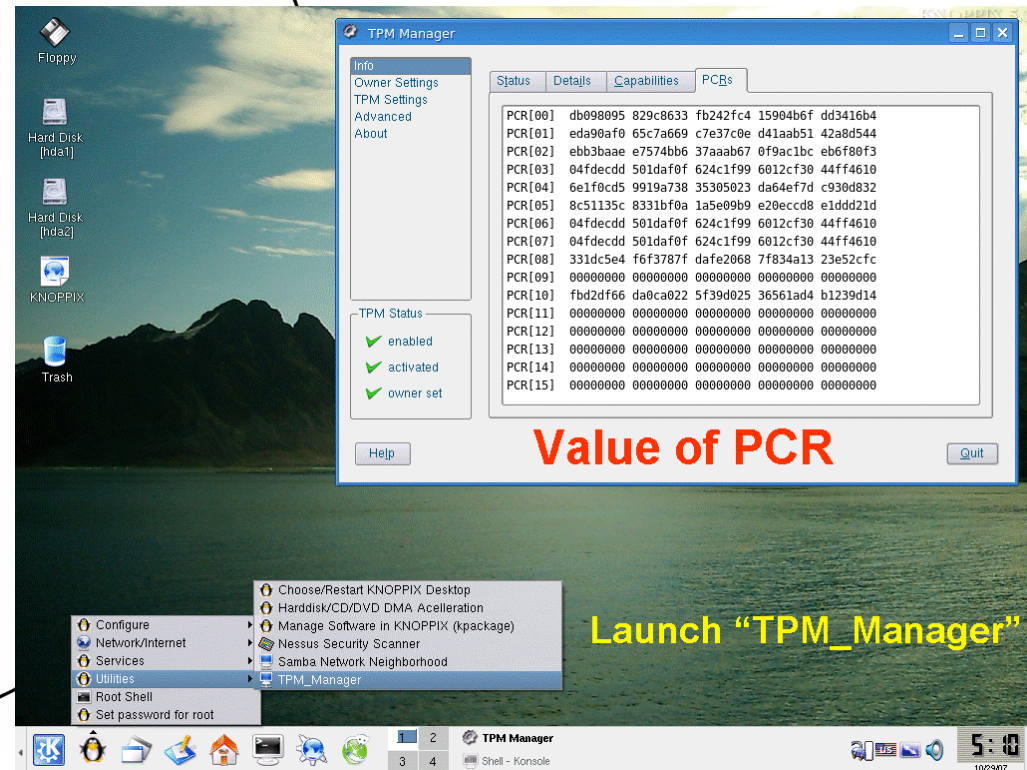 Floppy
Hard Disk
[hda1]
Hard Disk
[hda2]
KNOPPIX
Trash
TPM Manager
Info
Owner Settings
TPM Settings
Advanced
About
Status Details Capabilities PCRs
PCR[00] db098095 829c8633 fb242fc4 15904b6f dd3416b4
PCR[01] eda90af0 65c7a669 c7e37c0e d41aab51 42a8d544
PCR[02] ebb3baae e7574bb6 37aaab67 0f9ac1bc eb6f80f3
PCR[03] 04fdecdd 501daf0f 624c1f99 6012cf30 44ff4610
PCR[04] 6e1f0cd5 9919a738 35305023 da64ef7d c930d832
PCR[05] 8c51135c 8331bf0a 1a5e09b9 e20eccd8 e1ddd21d
PCR[06] 04fdecdd 501daf0f 624c1f99 6012cf30 44ff4610
PCR[07] 04fdecdd 501daf0f 624c1f99 6012cf30 44ff4610
PCR[08] 331dc5e4 f6f3787f dafe2068 7f834a13 23e52cfc
PCR[09] 00000000 00000000 00000000 00000000 00000000
PCR[10] fbd2df66 da0ca022 5f39d025 36561ad4 b1239d14
PCR[11] 00000000 00000000 00000000 00000000 00000000
PCR[12] 00000000 00000000 00000000 00000000 00000000
PCR[13] 00000000 00000000 00000000 00000000 00000000
PCR[14] 00000000 00000000 00000000 00000000 00000000
PCR[15] 00000000 00000000 00000000 00000000 00000000
TPM Status
enabled
activated
owner set
Help
Value of PCR
Quit
Configure
Network/Internet
Services
Utilities
Root Shell
Set password for root
Choose/Restart KNOPPIX Desktop
Harddisk/CD/DVD DMA Acelleration
Manage Software in KNOPPIX (kpackage)
Nessus Security Scanner
Samba Network Neighborhood
TPM_Manager
Launch “TPM_Manager”
1 2
3 4
TPM Manager
Shell - Konsole
5:10
10/29/07